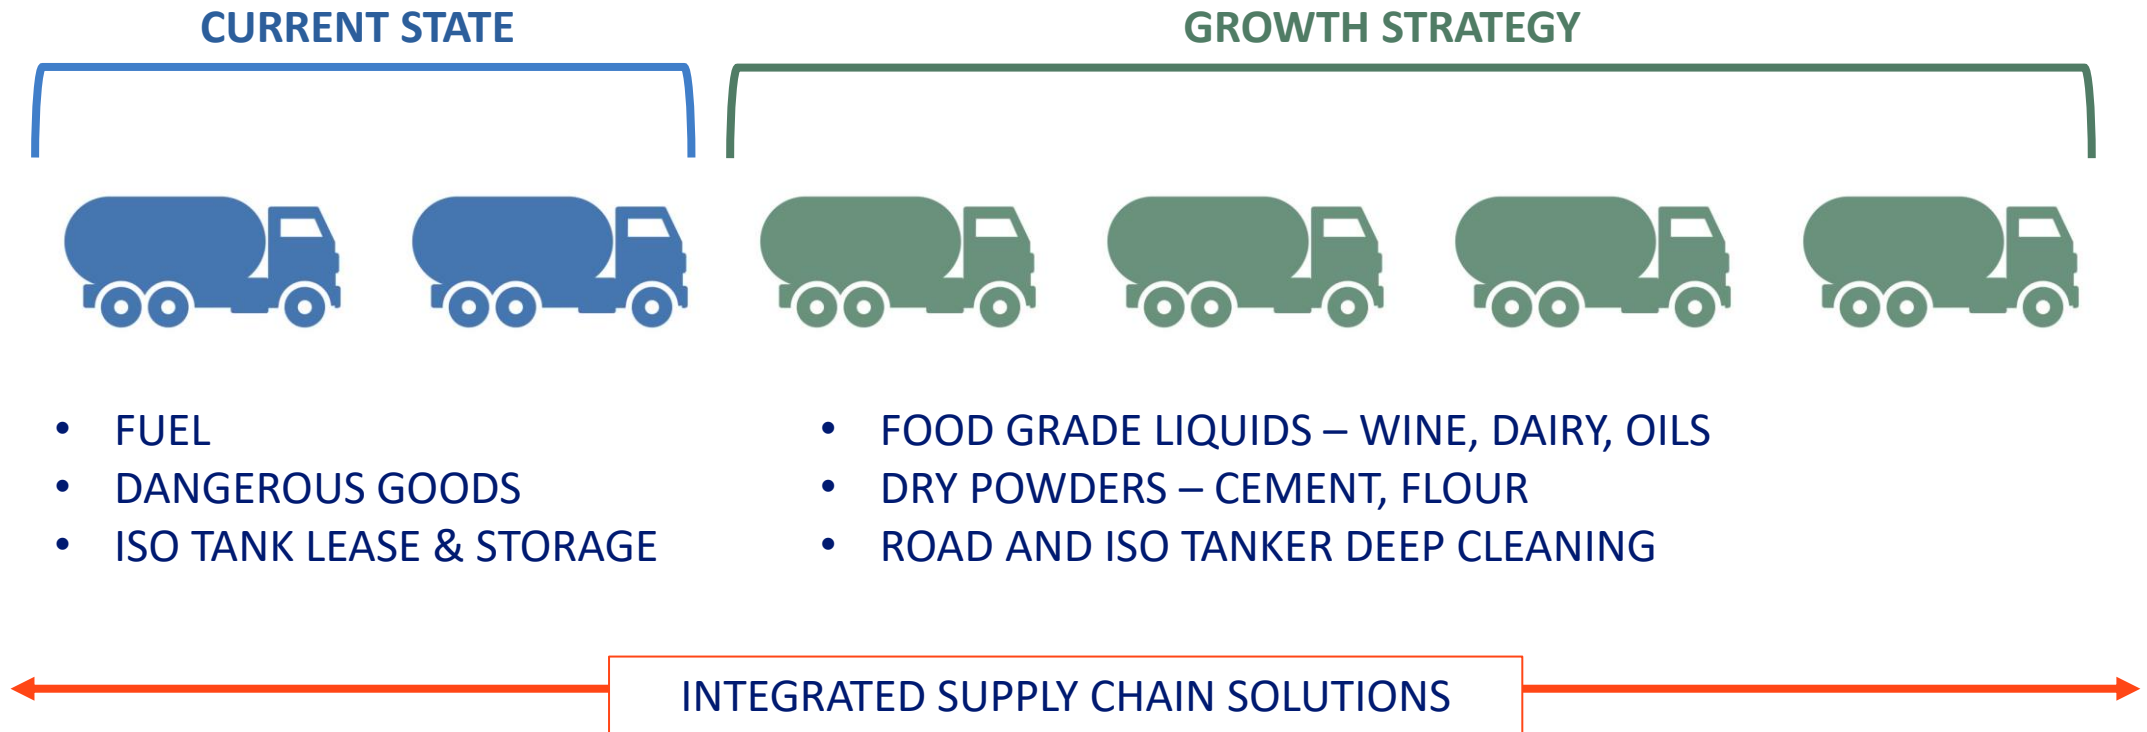 CURRENT STATE
GROWTH STRATEGY
• FUEL
• DANGEROUS GOODS
• ISO TANK LEASE & STORAGE
• FOOD GRADE LIQUIDS – WINE, DAIRY, OILS
• DRY POWDERS – CEMENT, FLOUR
• ROAD AND ISO TANKER DEEP CLEANING
INTEGRATED SUPPLY CHAIN SOLUTIONS